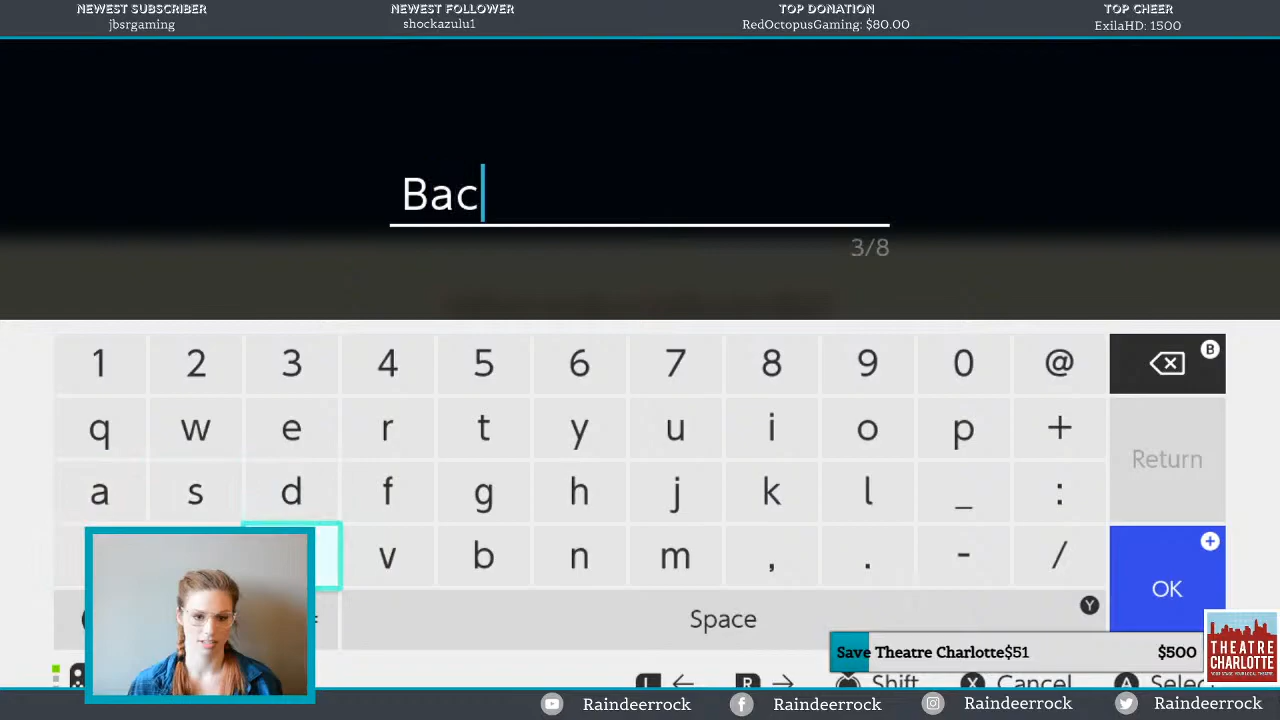 NEWEST SUBSCRIBER
jbsrgaming
NEWEST FOLLOWER
shockazulu1
TOP DONATION
RedOctopusGaming: $80.00
TOP CHEER
ExilaHD: 1500
Bac
3/8
1 2 3 4 5 6 7 8 9 0 @ B
q w e r t y u i o p + Return
a s d f g h j k l _ :
v b n m , . - / + OK
Space Y
Save Theatre Charlotte $51 $500
THEATRE
CHARLOTTE
L ← R → Shift X Cancel A Select
Raindeerrock Raindeerrock Raindeerrock Raindeerrock